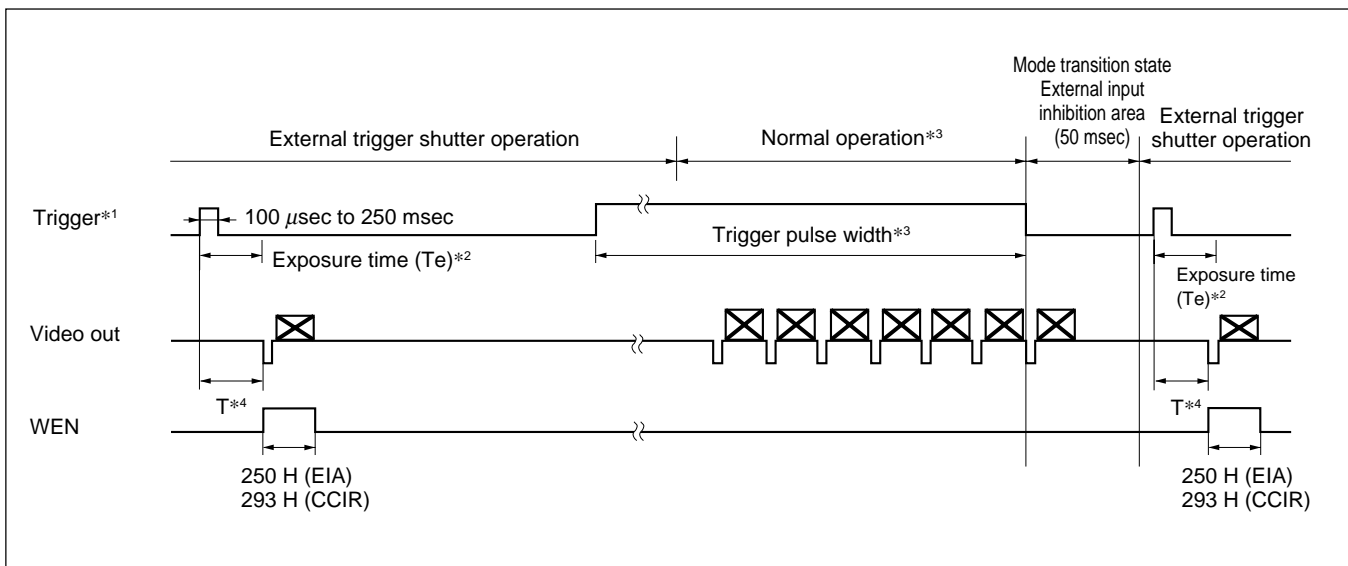 Mode transition state
External input
inhibition area
(50 msec)
External trigger shutter operation
Normal operation*3
External trigger
shutter operation
Trigger*1
100 μsec to 250 msec
Trigger pulse width*3
Exposure time (Te)*2
Exposure time
(Te)*2
Video out
T*4
T*4
WEN
250 H (EIA)
293 H (CCIR)
250 H (EIA)
293 H (CCIR)